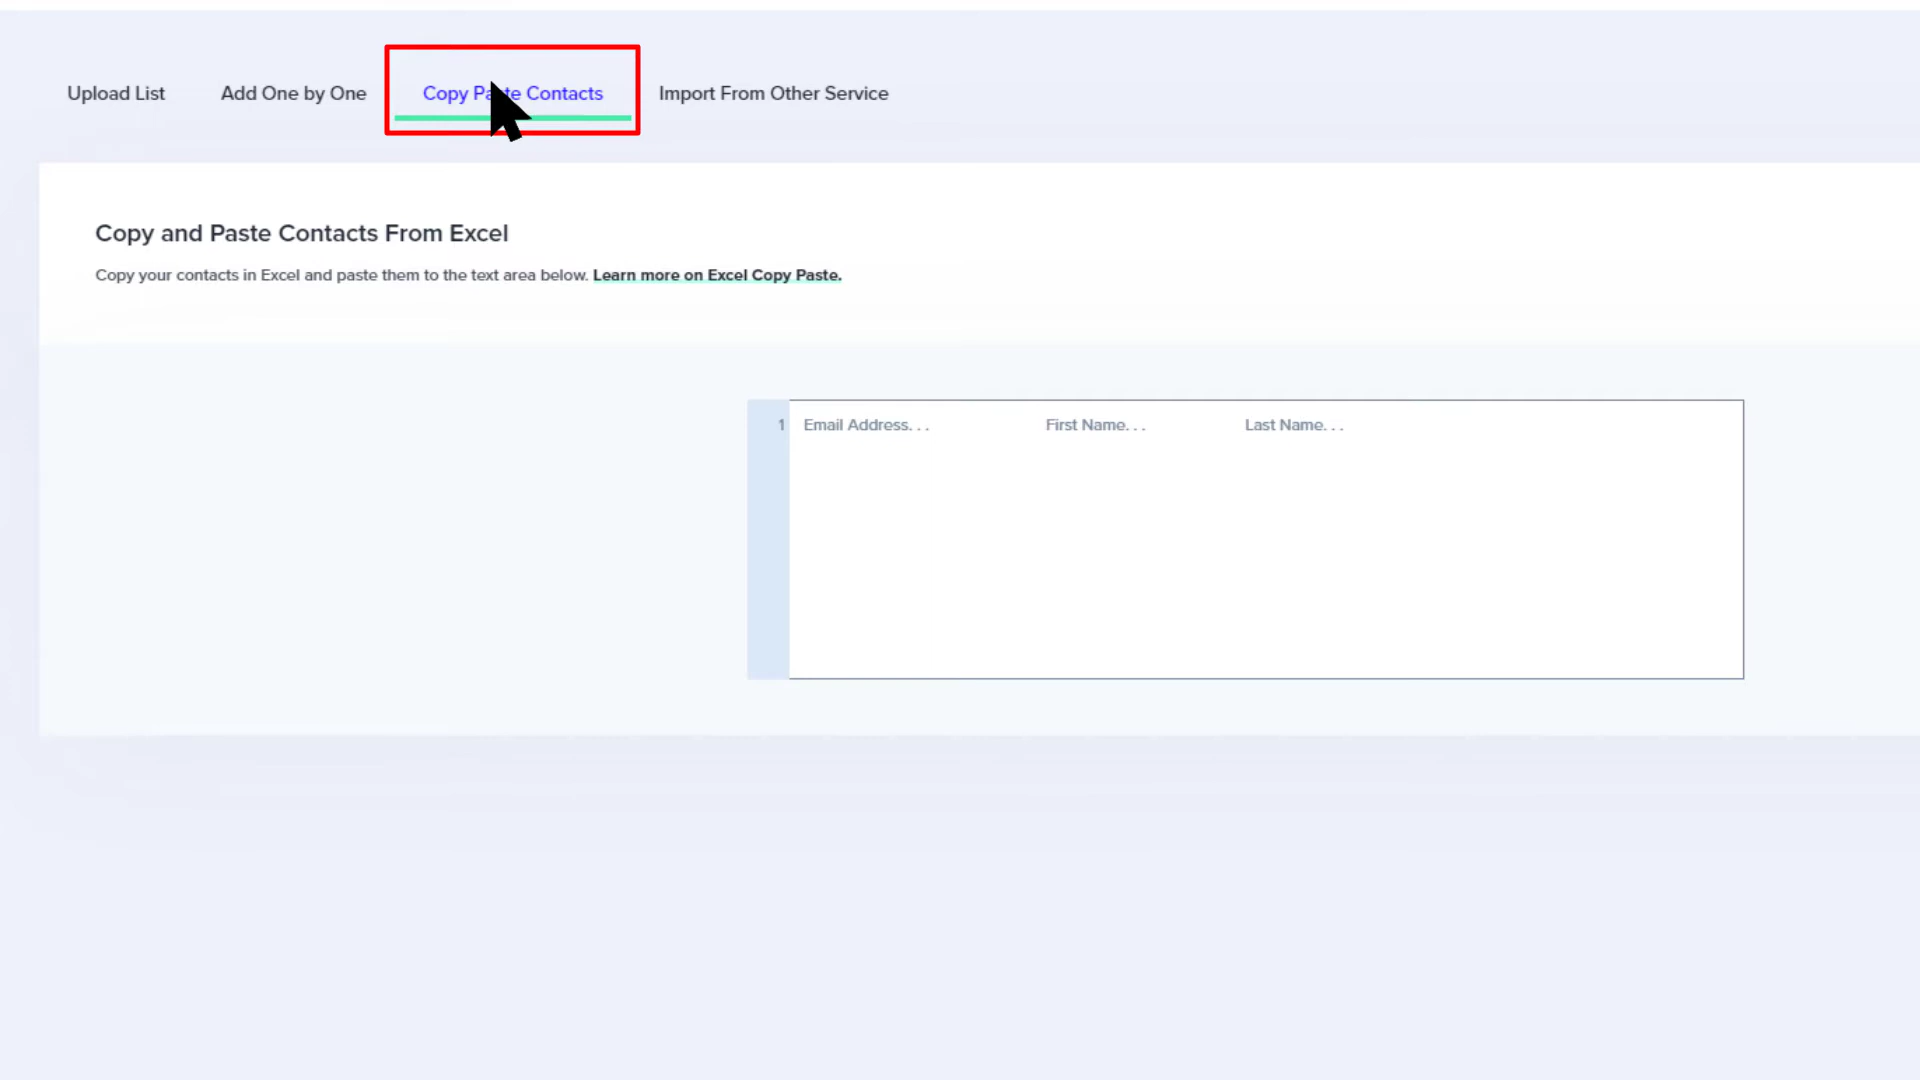 Upload List
Add One by One
Copy Paste Contacts
Import From Other Service
Copy and Paste Contacts From Excel
Copy your contacts in Excel and paste them to the text area below. Learn more on Excel Copy Paste.
1 Email Address. . . First Name. . . Last Name. . .